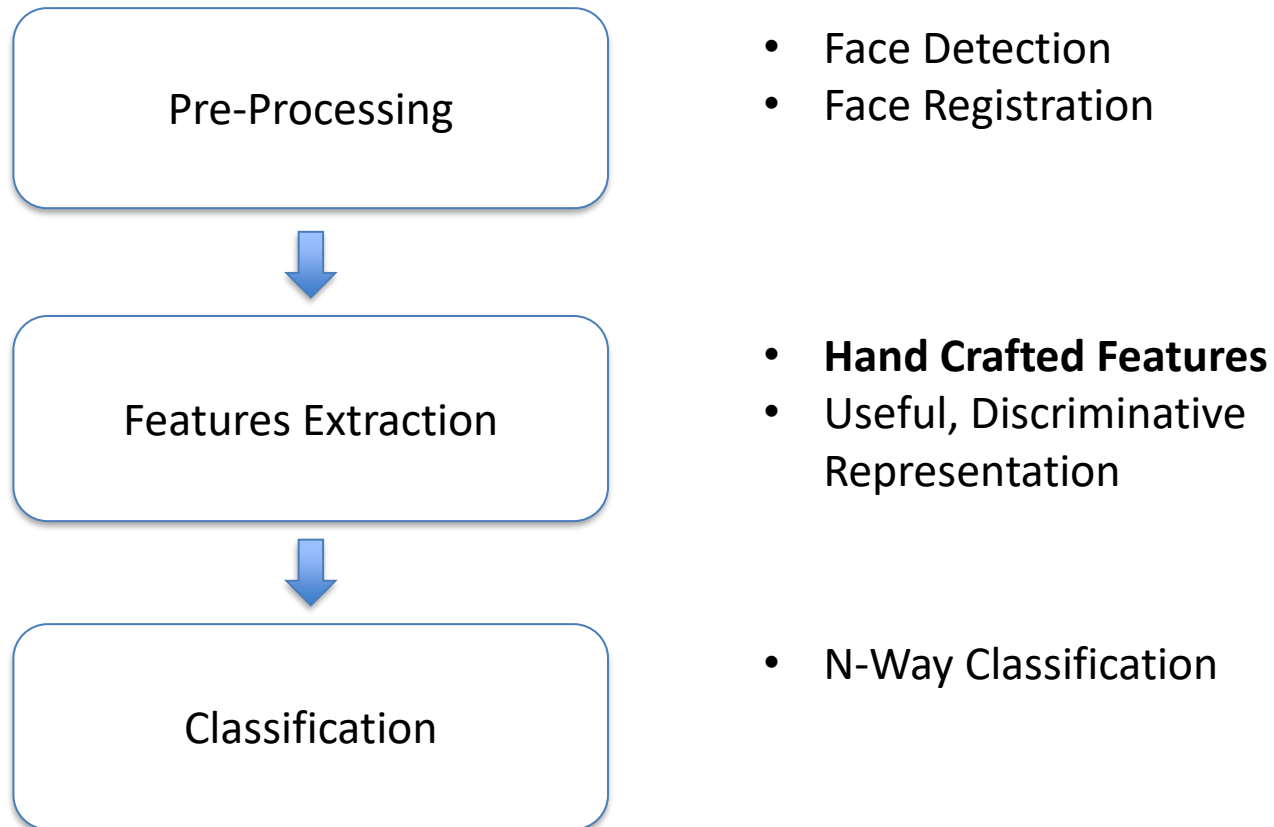 Pre-Processing
• Face Detection
• Face Registration
Features Extraction
• Hand Crafted Features
• Useful, Discriminative
Representation
Classification
• N-Way Classification